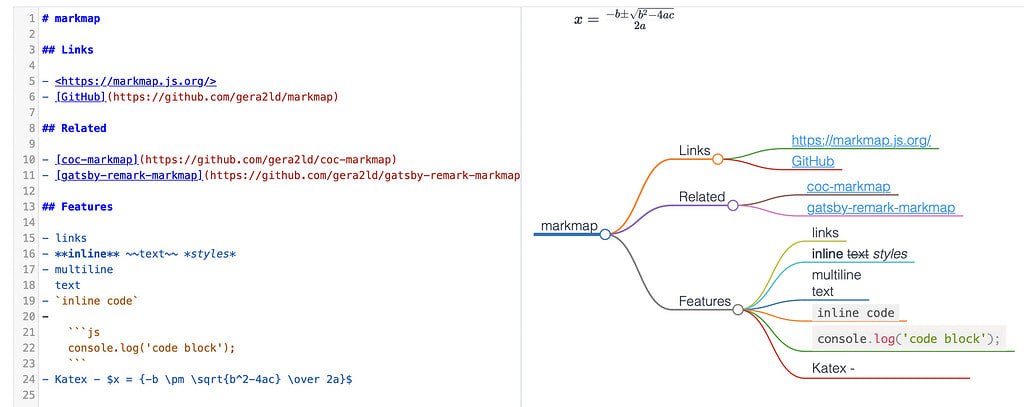 1 # markmap
2
3 ## Links
4
5 - <https://markmap.js.org/>
6 - [GitHub](https://github.com/gera2ld/markmap)
7
8 ## Related
9
10 - [coc-markmap](https://github.com/gera2ld/coc-markmap)
11 - [gatsby-remark-markmap](https://github.com/gera2ld/gatsby-remark-markmap
12
13 ## Features
14
15 - links
16 - **inline** ~~text~~ *styles*
17 - multiline
18   text
19 - `inline code`
20 -
21     ```js
22     console.log('code block');
23     ```
24 - Katex - $x = {-b \pm \sqrt{b^2-4ac} \over 2a}$
25
x = −b±√b²−4ac
2a
markmap
Links
https://markmap.js.org/
GitHub
Related
coc-markmap
gatsby-remark-markmap
Features
links
inline text styles
multiline
text
inline code
console.log('code block');
Katex -